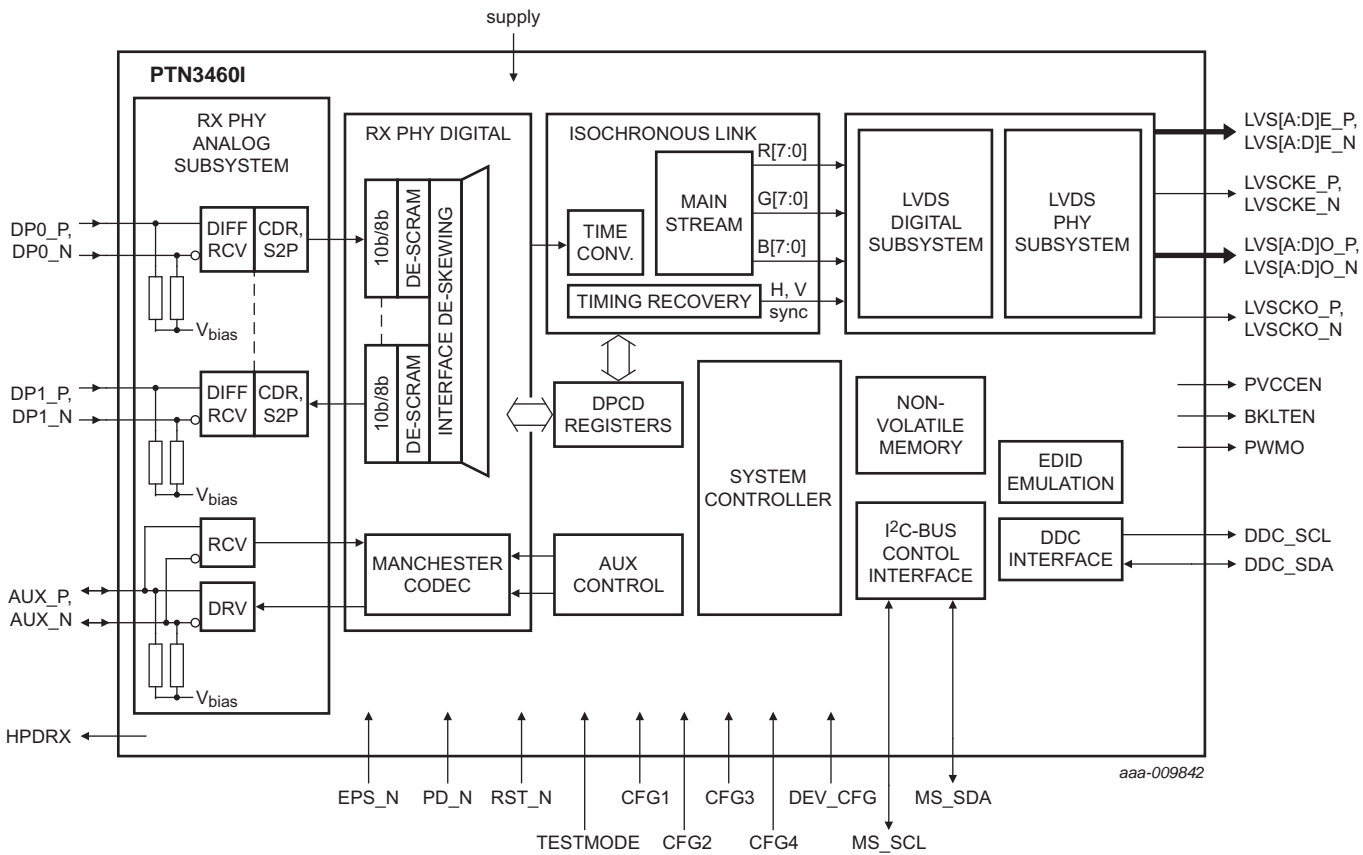 supply
PTN3460I
RX PHY
ANALOG
SUBSYSTEM
DP0_P,
DP0_N
DIFF
RCV
CDR,
S2P
Vbias
DP1_P,
DP1_N
DIFF
RCV
CDR,
S2P
Vbias
RCV
AUX_P,
AUX_N
DRV
Vbias
HPDRX
RX PHY DIGITAL
10b/8b
DE-SCRAM
INTERFACE DE-SKEWING
10b/8b
DE-SCRAM
MANCHESTER
CODEC
ISOCHRONOUS LINK
TIME
CONV.
MAIN
STREAM
R[7:0]
G[7:0]
B[7:0]
TIMING RECOVERY
H, V
sync
DPCD
REGISTERS
AUX
CONTROL
LVDS
DIGITAL
SUBSYSTEM
LVDS
PHY
SUBSYSTEM
SYSTEM
CONTROLLER
NON-
VOLATILE
MEMORY
EDID
EMULATION
I2C-BUS
CONTOL
INTERFACE
DDC
INTERFACE
LVS[A:D]E_P,
LVS[A:D]E_N
LVSCKE_P,
LVSCKE_N
LVS[A:D]O_P,
LVS[A:D]O_N
LVSCKO_P,
LVSCKO_N
PVCCEN
BKLTEN
PWMO
DDC_SCL
DDC_SDA
aaa-009842
EPS_N
PD_N
RST_N
TESTMODE
CFG1
CFG2
CFG3
CFG4
DEV_CFG
MS_SCL
MS_SDA